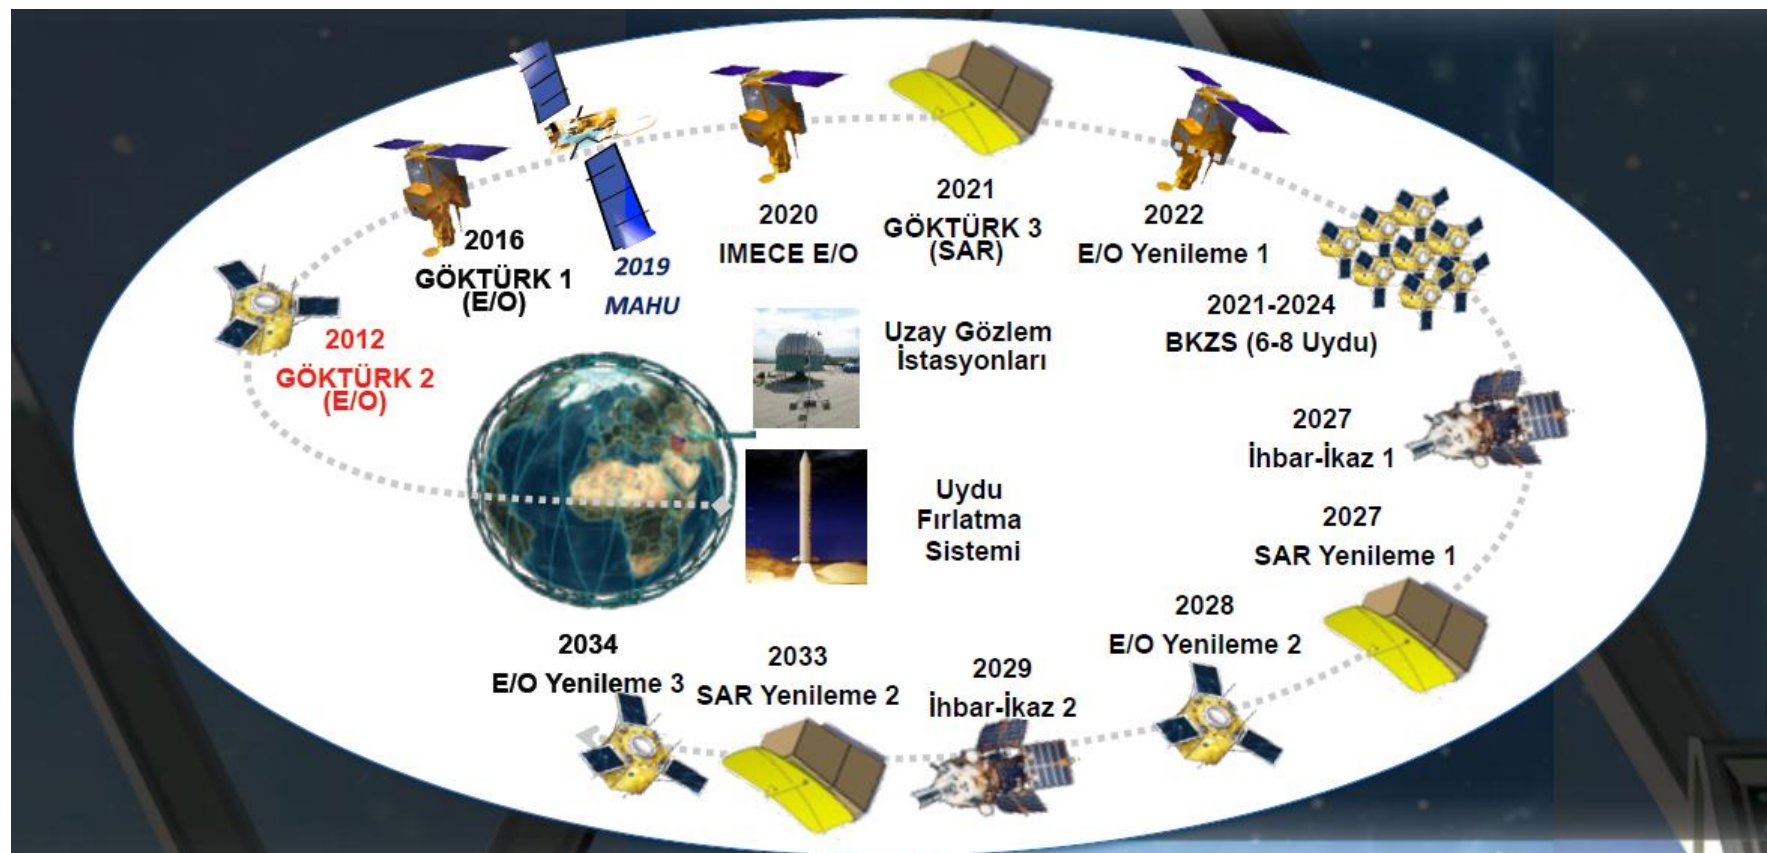 2012
GÖKTÜRK 2
(E/O)
2016
GÖKTÜRK 1
(E/O)
2019
MAHU
2020
IMECE E/O
2021
GÖKTÜRK 3
(SAR)
2022
E/O Yenileme 1
2021-2024
BKZS (6-8 Uydu)
2027
İhbar-İkaz 1
2027
SAR Yenileme 1
2028
E/O Yenileme 2
2029
İhbar-İkaz 2
2033
SAR Yenileme 2
2034
E/O Yenileme 3
Uzay Gözlem
İstasyonları
Uydu
Fırlatma
Sistemi